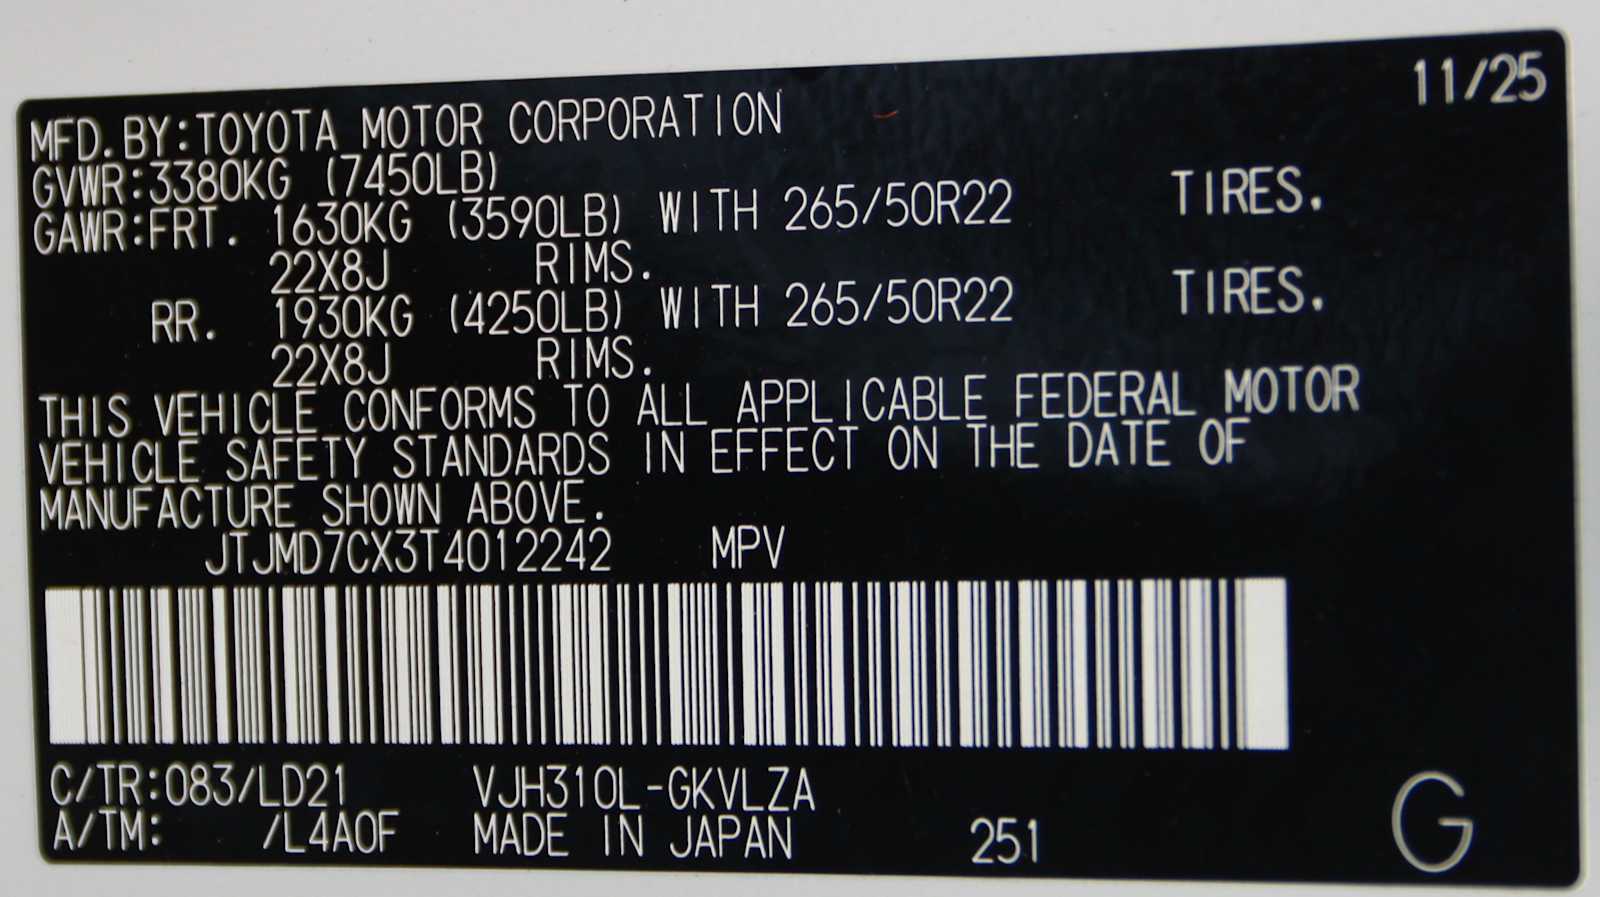 11/25
MFD.BY:TOYOTA MOTOR CORPORATION
GVWR:3380KG (7450LB)
GAWR:FRT. 1630KG (3590LB) WITH 265/50R22 TIRES.
22X8J RIMS.
RR. 1930KG (4250LB) WITH 265/50R22 TIRES.
22X8J RIMS.
THIS VEHICLE CONFORMS TO ALL APPLICABLE FEDERAL MOTOR
VEHICLE SAFETY STANDARDS IN EFFECT ON THE DATE OF
MANUFACTURE SHOWN ABOVE.
JTJMD7CX3T4012242 MPV
C/TR:083/LD21 VJH310L-GKVLZA
A/TM: /L4A0F MADE IN JAPAN 251
G